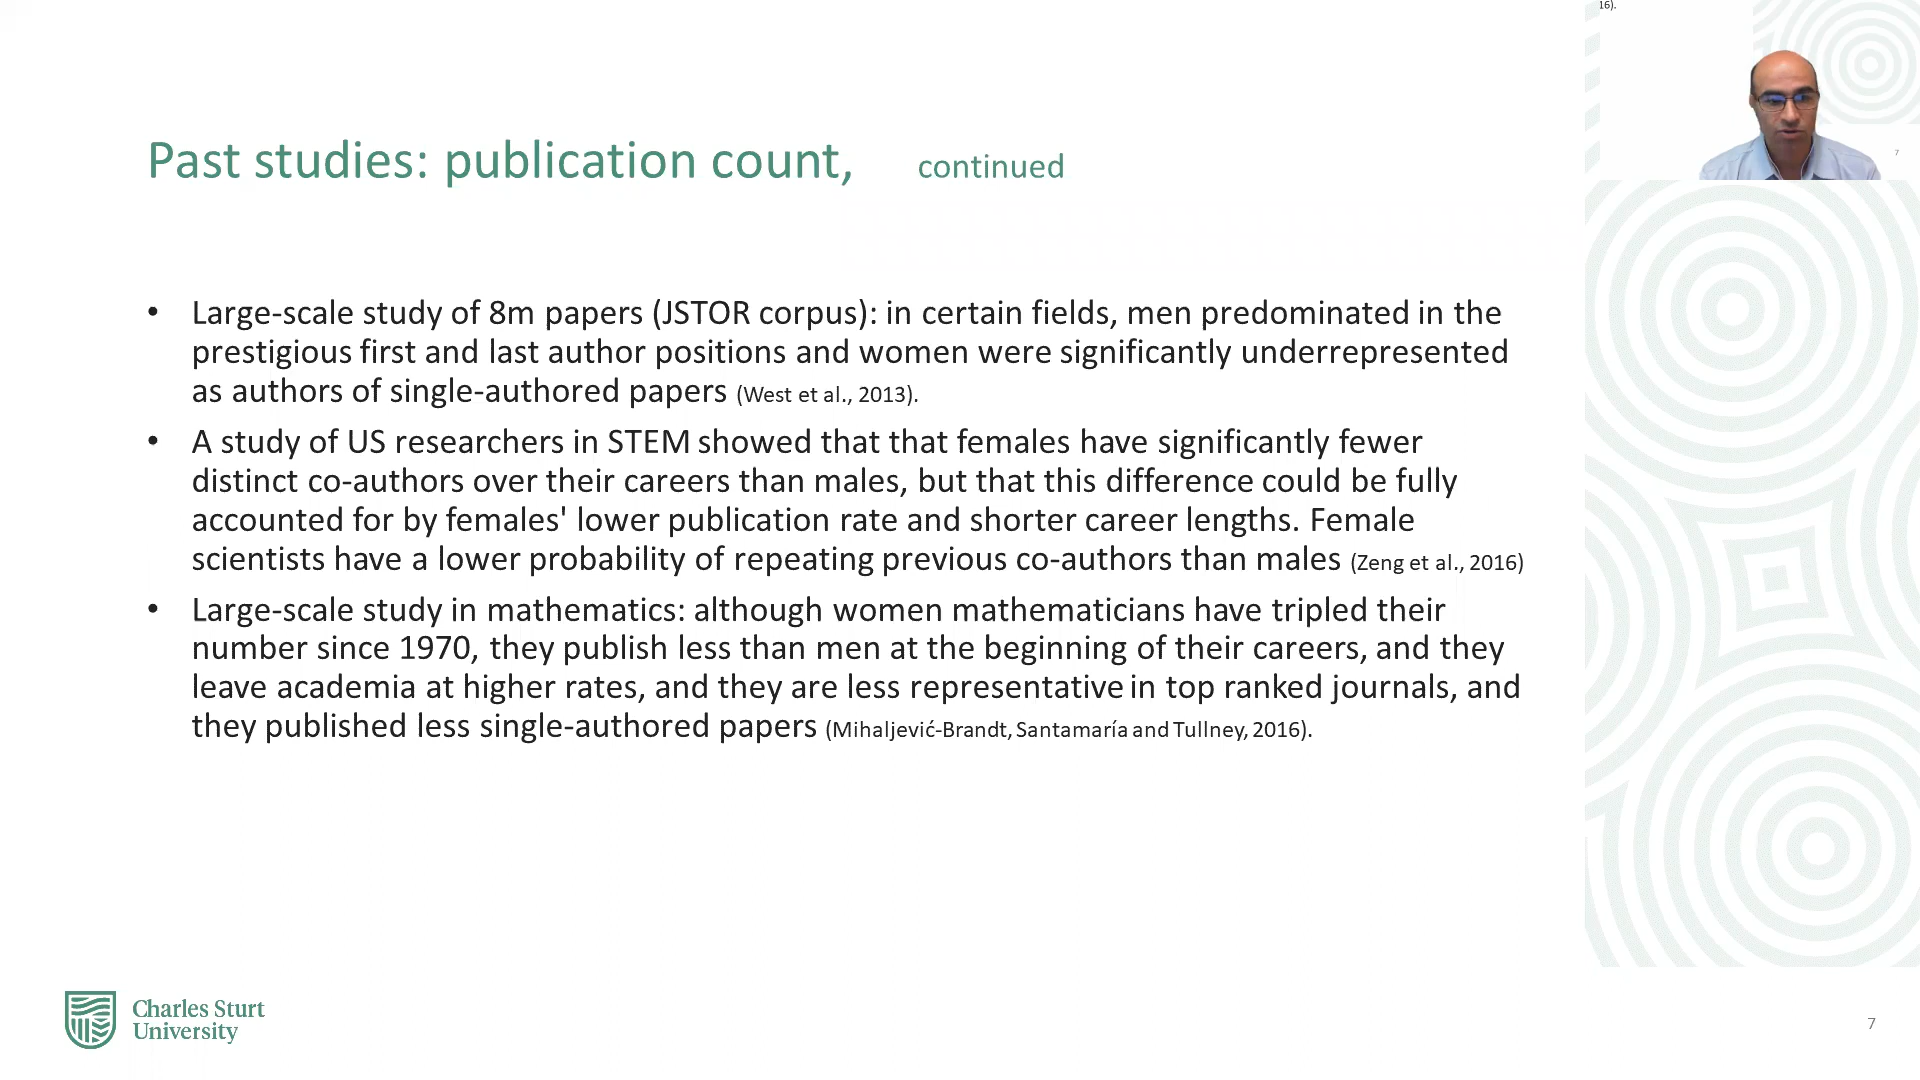 16).
7
Past studies: publication count, continued
• Large-scale study of 8m papers (JSTOR corpus): in certain fields, men predominated in the
prestigious first and last author positions and women were significantly underrepresented
as authors of single-authored papers (West et al., 2013).
• A study of US researchers in STEM showed that that females have significantly fewer
distinct co-authors over their careers than males, but that this difference could be fully
accounted for by females' lower publication rate and shorter career lengths. Female
scientists have a lower probability of repeating previous co-authors than males (Zeng et al., 2016)
• Large-scale study in mathematics: although women mathematicians have tripled their
number since 1970, they publish less than men at the beginning of their careers, and they
leave academia at higher rates, and they are less representative in top ranked journals, and
they published less single-authored papers (Mihaljević-Brandt, Santamaría and Tullney, 2016).
Charles Sturt
University
7